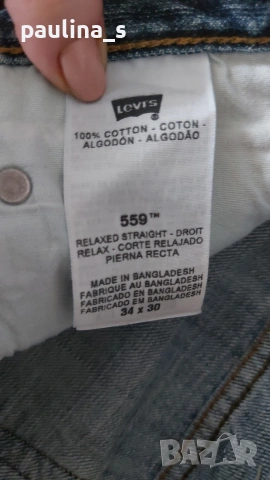 paulina_s
Levi's
100% COTTON - COTON -
ALGODÓN - ALGODÃO
559™
RELAXED STRAIGHT - DROIT
RELAX - CORTE RELAJADO
PIERNA RECTA
MADE IN BANGLADESH
FABRIQUE AU BANGLADESH
FABRICADO EN BANGLADESH
FABRICADO EM BANGLADESH
34 x 30
BAZAR